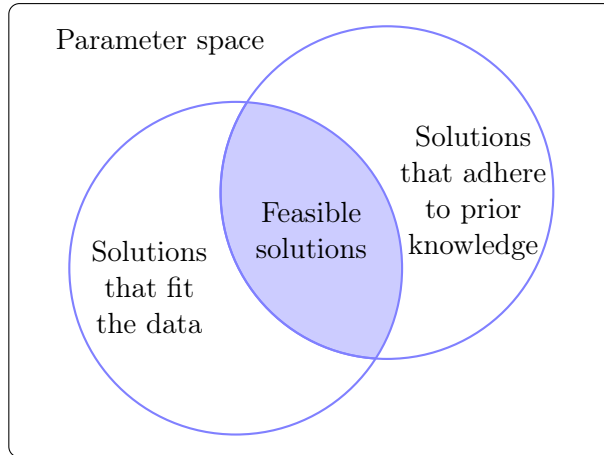 Parameter space
Solutions
that adhere
to prior
knowledge
Feasible
solutions
Solutions
that fit
the data